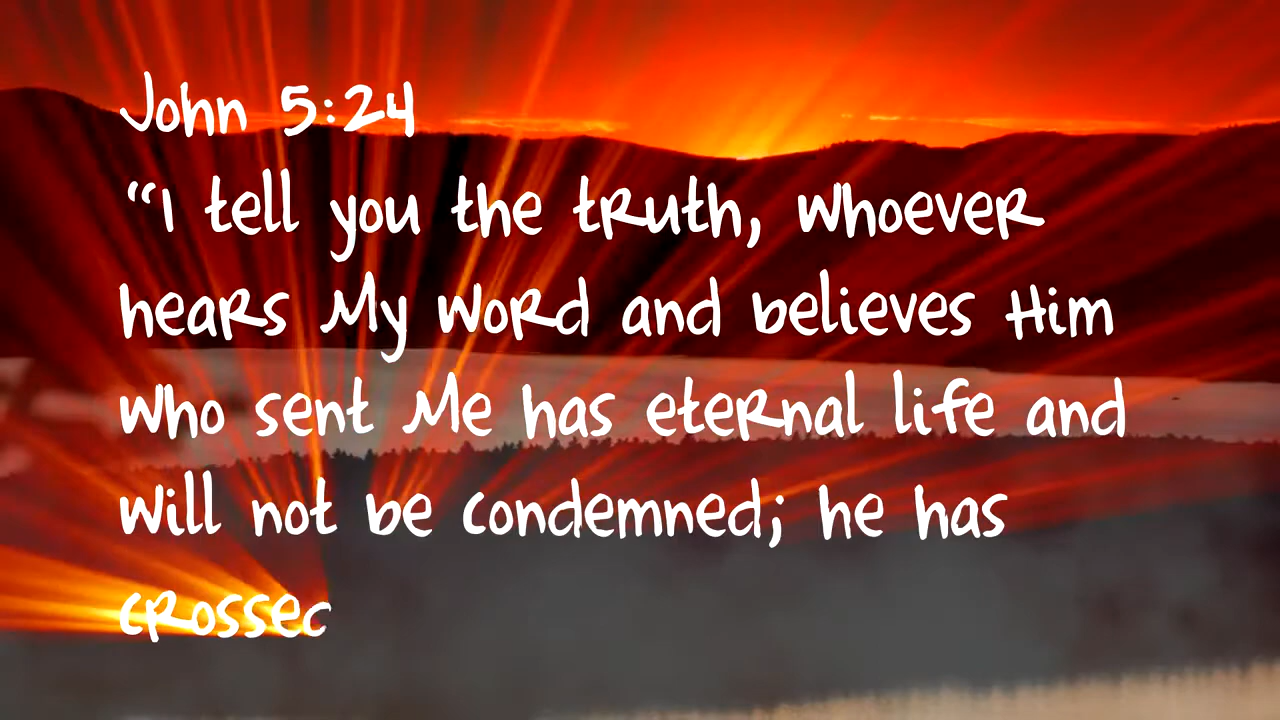 John 5:24
“I tell you the truth, whoever
hears My word and believes Him
who sent Me has eternal life and
will not be condemned; he has
crossec